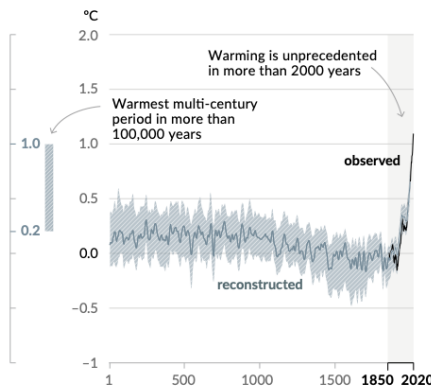 °C
2.0
Warming is unprecedented
in more than 2000 years
1.5
Warmest multi-century
period in more than
100,000 years
1.0
1.0
observed
0.5
0.2
0.0
reconstructed
−0.5
−1
1
500
1000
1500
1850
2020